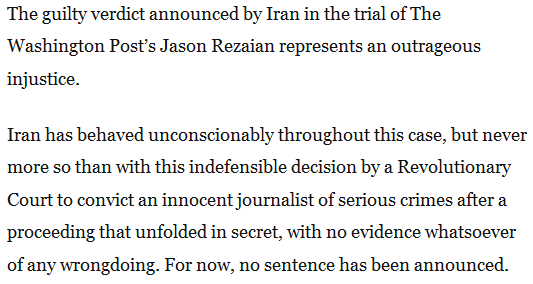 The guilty verdict announced by Iran in the trial of The
Washington Post’s Jason Rezaian represents an outrageous
injustice.
Iran has behaved unconscionably throughout this case, but never
more so than with this indefensible decision by a Revolutionary
Court to convict an innocent journalist of serious crimes after a
proceeding that unfolded in secret, with no evidence whatsoever
of any wrongdoing. For now, no sentence has been announced.